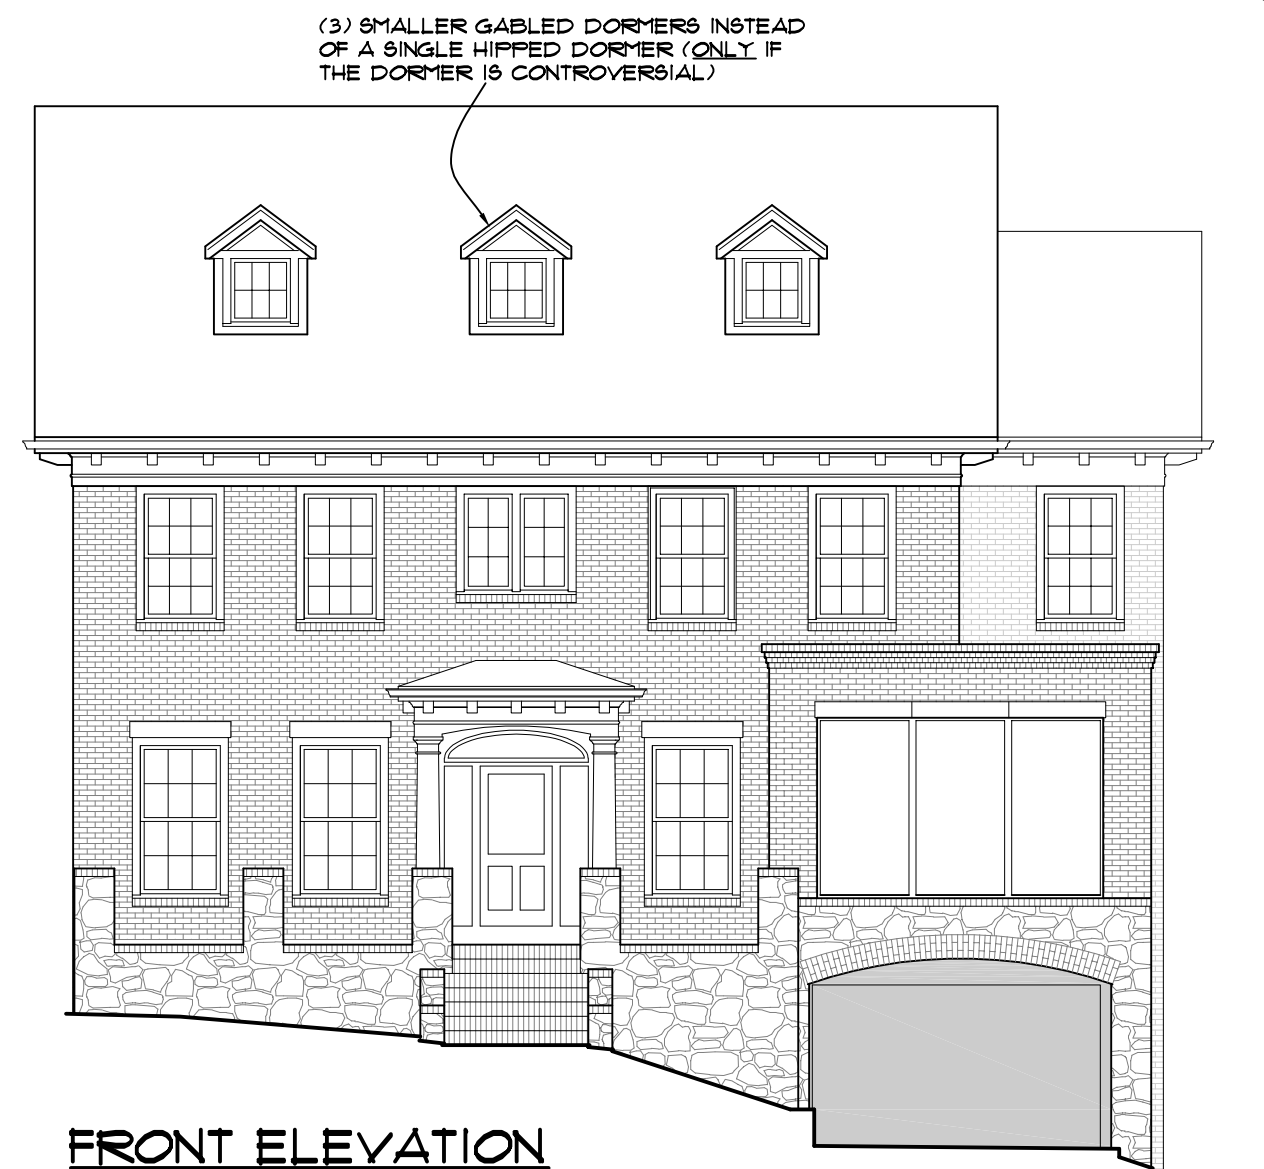 (3) SMALLER GABLED DORMERS INSTEAD
OF A SINGLE HIPPED DORMER (ONLY IF
THE DORMER IS CONTROVERSIAL)
FRONT ELEVATION